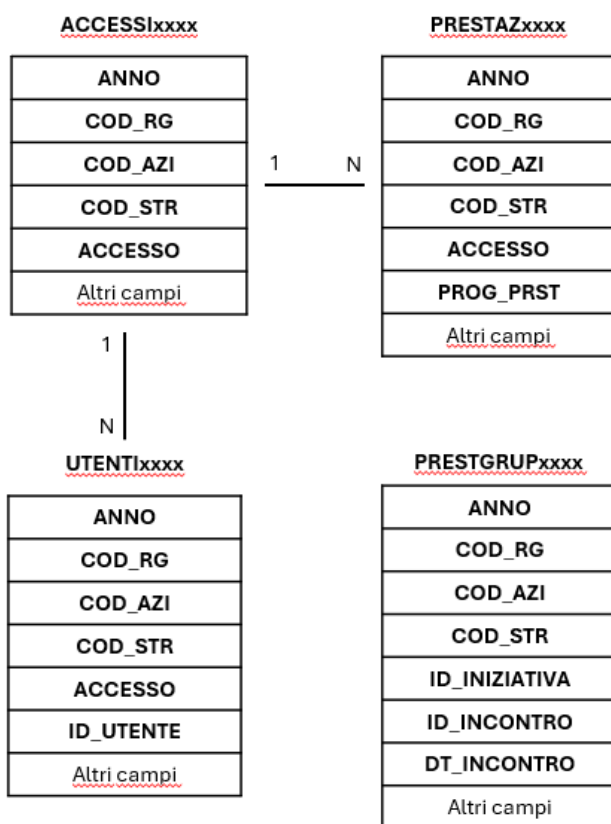 ACCESSIxxxx
ANNO
COD_RG
COD_AZI
COD_STR
ACCESSO
Altri campi
1 N
PRESTAZxxxx
ANNO
COD_RG
COD_AZI
COD_STR
ACCESSO
PROG_PRST
Altri campi
1
N
UTENTIxxxx
ANNO
COD_RG
COD_AZI
COD_STR
ACCESSO
ID_UTENTE
Altri campi
PRESTGRUPxxxx
ANNO
COD_RG
COD_AZI
COD_STR
ID_INIZIATIVA
ID_INCONTRO
DT_INCONTRO
Altri campi